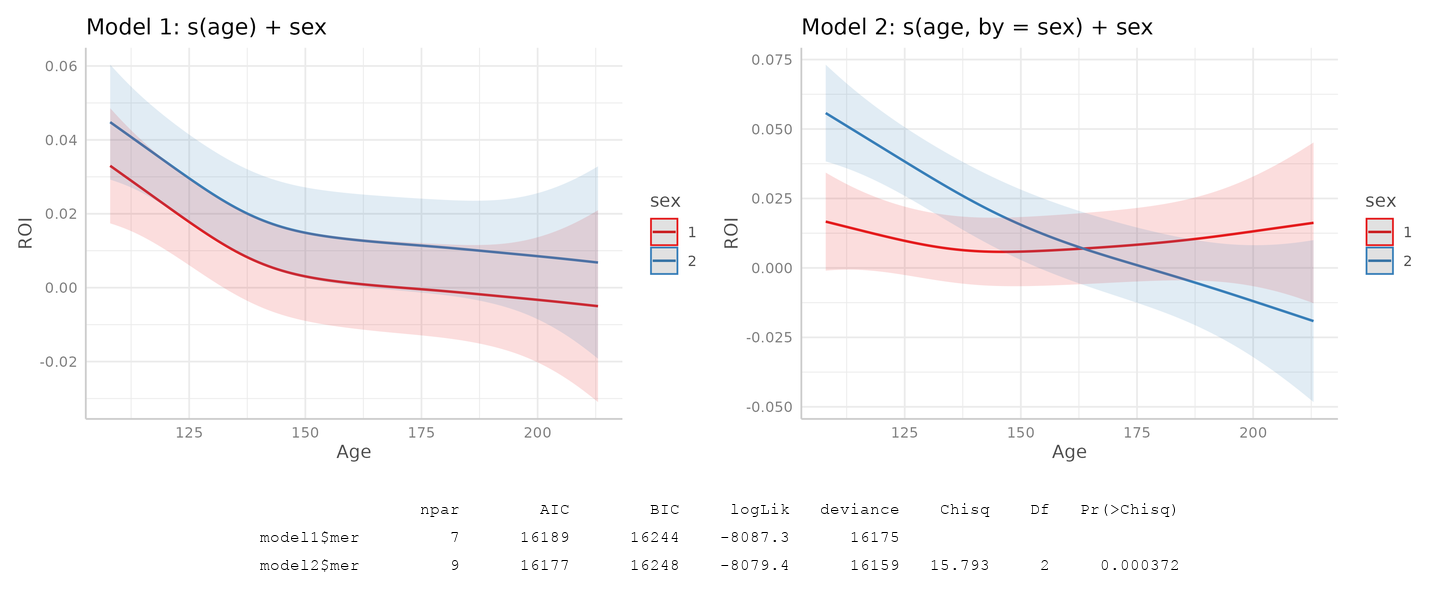 Model 1: s(age) + sex
0.06
0.04
0.02
0.00
-0.02
ROI
125 150 175 200
Age
sex
1
2
Model 2: s(age, by = sex) + sex
0.075
0.050
0.025
0.000
-0.025
-0.050
ROI
125 150 175 200
Age
sex
1
2
npar AIC BIC logLik deviance Chisq Df Pr(>Chisq)
model1$mer 7 16189 16244 -8087.3 16175
model2$mer 9 16177 16248 -8079.4 16159 15.793 2 0.000372